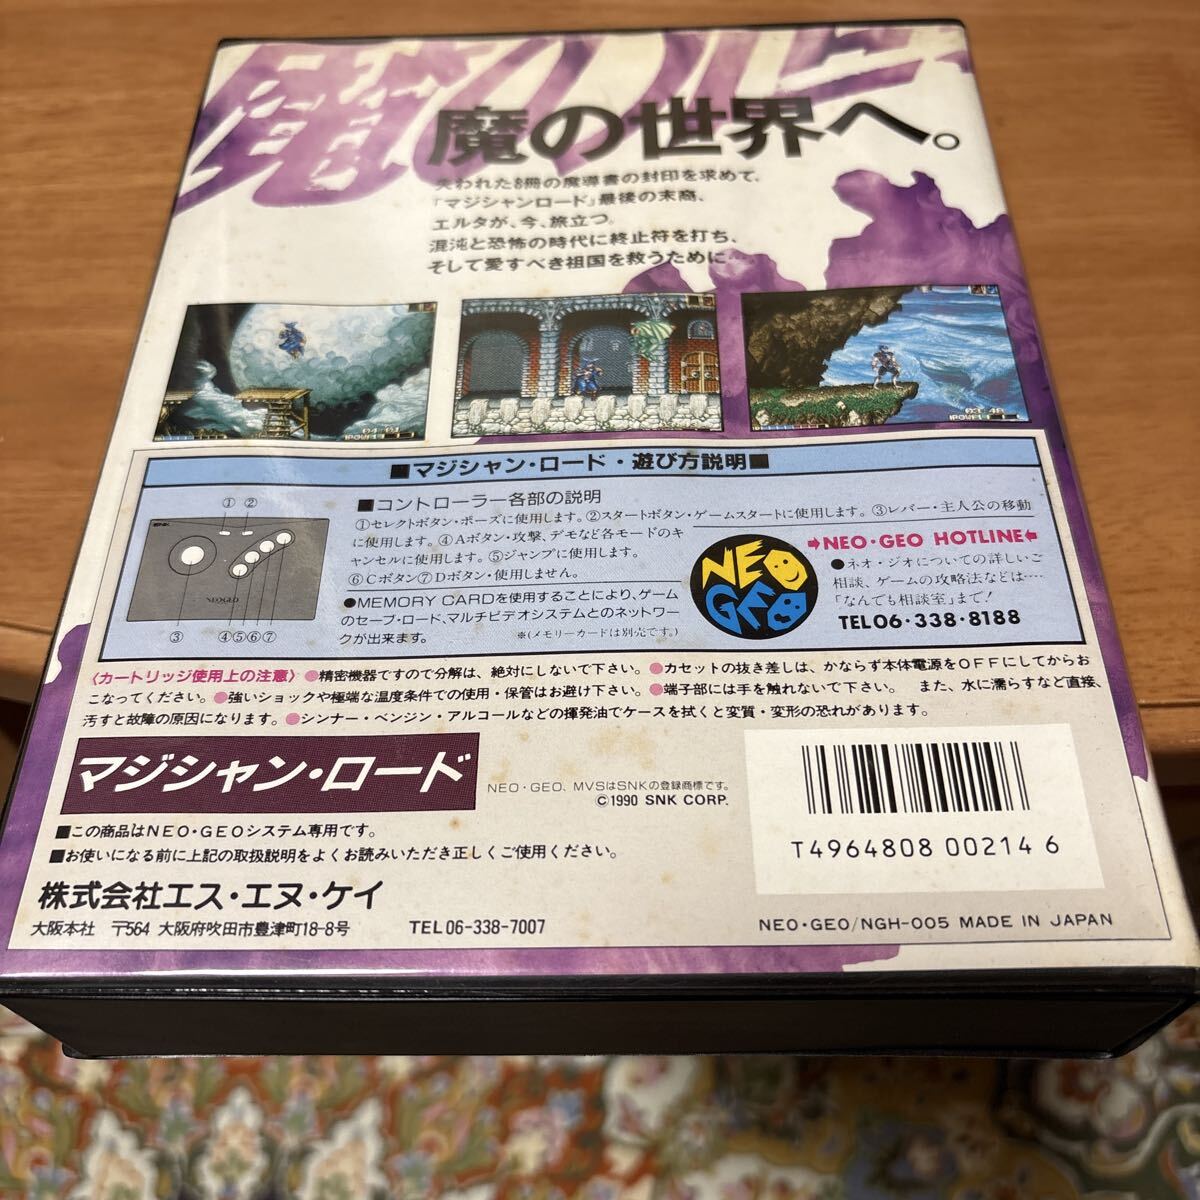 魔の世界へ。
失われた8冊の魔導書の封印を求めて、
「マジシャンロード」最後の末裔、
エルタが、今、旅立つ。
混沌と恐怖の時代に終止符を打ち、
そして愛すべき祖国を救うために…
■マジシャン・ロード・遊び方説明■
■コントローラー各部の説明
①セレクトボタン・ポーズに使用します。②スタートボタン・ゲームスタートに使用します。③レバー・主人公の移動
に使用します。④Aボタン・攻撃、デモなど各モードのキ
ャンセルに使用します。⑤ジャンプに使用します。
⑥Cボタン⑦Dボタン・使用しません。
●MEMORY CARDを使用することにより、ゲーム
のセーブ・ロード、マルチビデオシステムとのネットワー
クが出来ます。 ※(メモリーカードは別売です。)
① ②
NEOGEO
③ ④⑤⑥⑦
NEO GEO
➡NEO・GEO HOTLINE⬅
●ネオ・ジオについての詳しいご
相談、ゲームの攻略法などは……
「なんでも相談室」まで!
TEL06・338・8188
〈カートリッジ使用上の注意〉●精密機器ですので分解は、絶対にしないで下さい。●カセットの抜き差しは、かならず本体電源をOFFにしてからお
こなってください。●強いショックや極端な温度条件での使用・保管はお避け下さい。●端子部には手を触れないで下さい。また、水に濡らすなど直接、
汚すと故障の原因になります。●シンナー・ベンジン・アルコールなどの揮発油でケースを拭くと変質・変形の恐れがあります。
マジシャン・ロード
NEO・GEO、MVSはSNKの登録商標です。
©1990 SNK CORP.
■この商品はNEO・GEOシステム専用です。
■お使いになる前に上記の取扱説明をよくお読みいただき正しくご使用ください。
株式会社エス・エヌ・ケイ
大阪本社 〒564 大阪府吹田市豊津町18-8号 TEL06-338-7007
T4964808 00214 6
NEO・GEO/NGH-005 MADE IN JAPAN